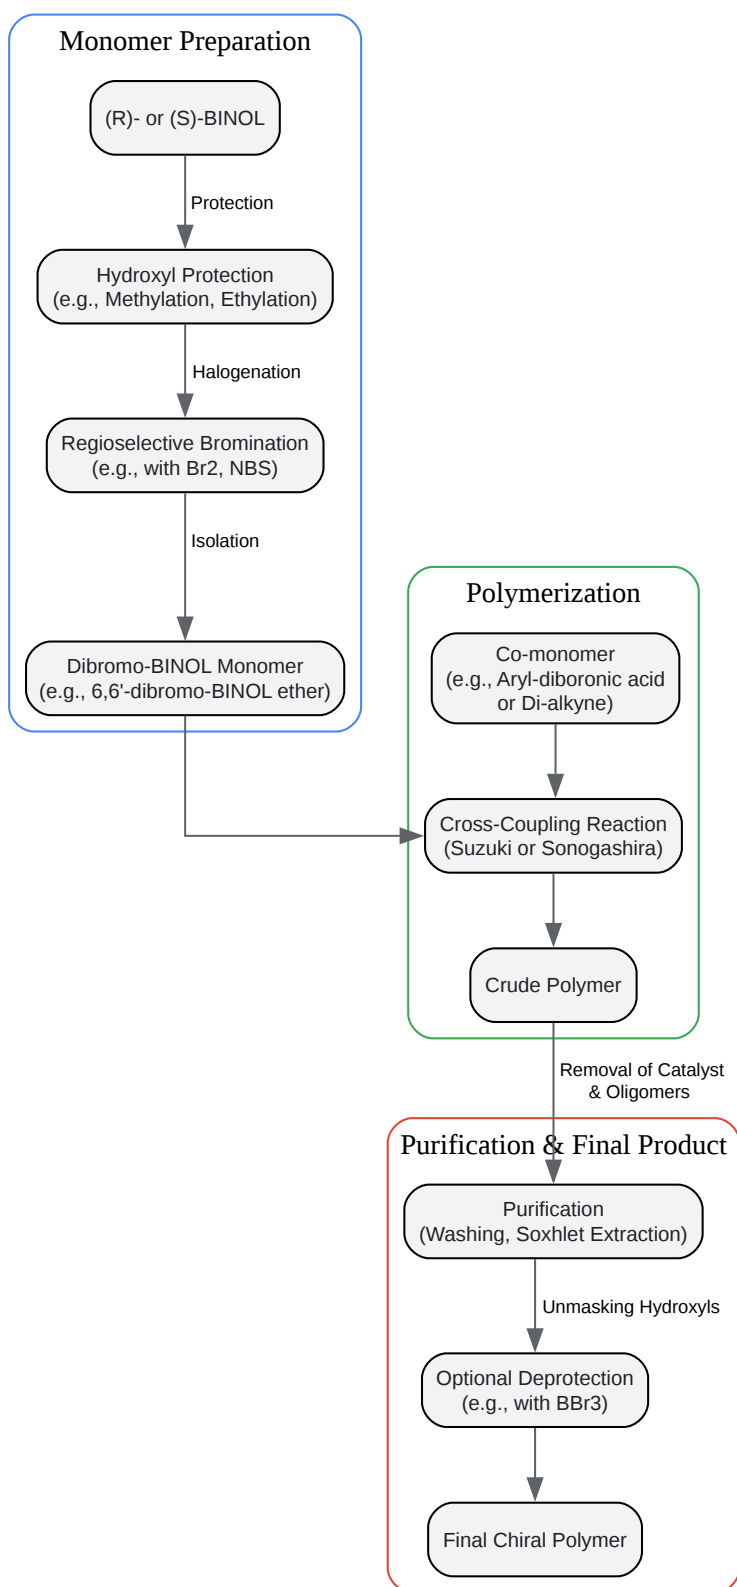 Monomer Preparation
(R)- or (S)-BINOL
Protection
Hydroxyl Protection
(e.g., Methylation, Ethylation)
Halogenation
Regioselective Bromination
(e.g., with Br2, NBS)
Isolation
Dibromo-BINOL Monomer
(e.g., 6,6'-dibromo-BINOL ether)
Polymerization
Co-monomer
(e.g., Aryl-diboronic acid
or Di-alkyne)
Cross-Coupling Reaction
(Suzuki or Sonogashira)
Crude Polymer
Removal of Catalyst
& Oligomers
Purification & Final Product
Purification
(Washing, Soxhlet Extraction)
Unmasking Hydroxyls
Optional Deprotection
(e.g., with BBr3)
Final Chiral Polymer